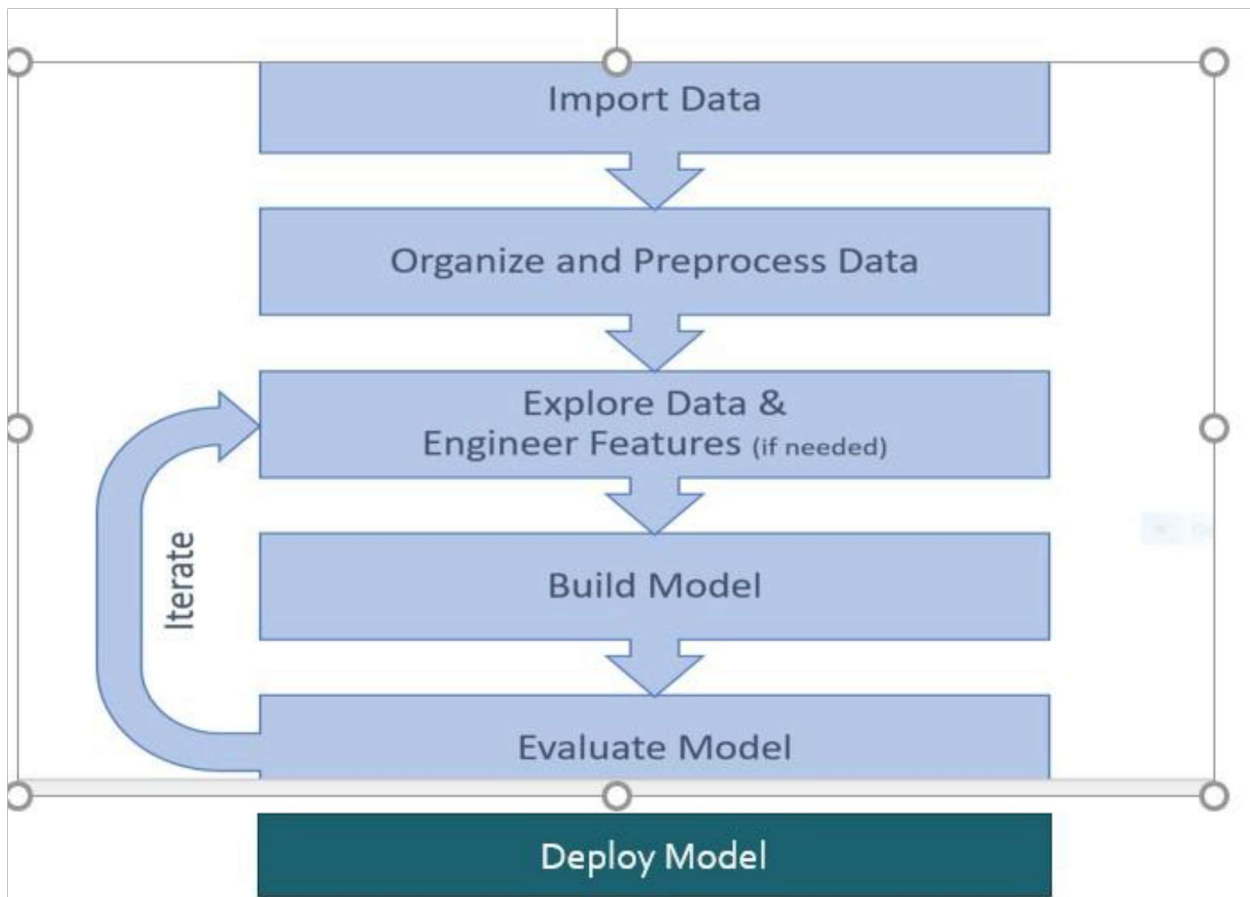 Import Data
Organize and Preprocess Data
Explore Data &
Engineer Features (if needed)
Iterate
Build Model
Evaluate Model
Deploy Model